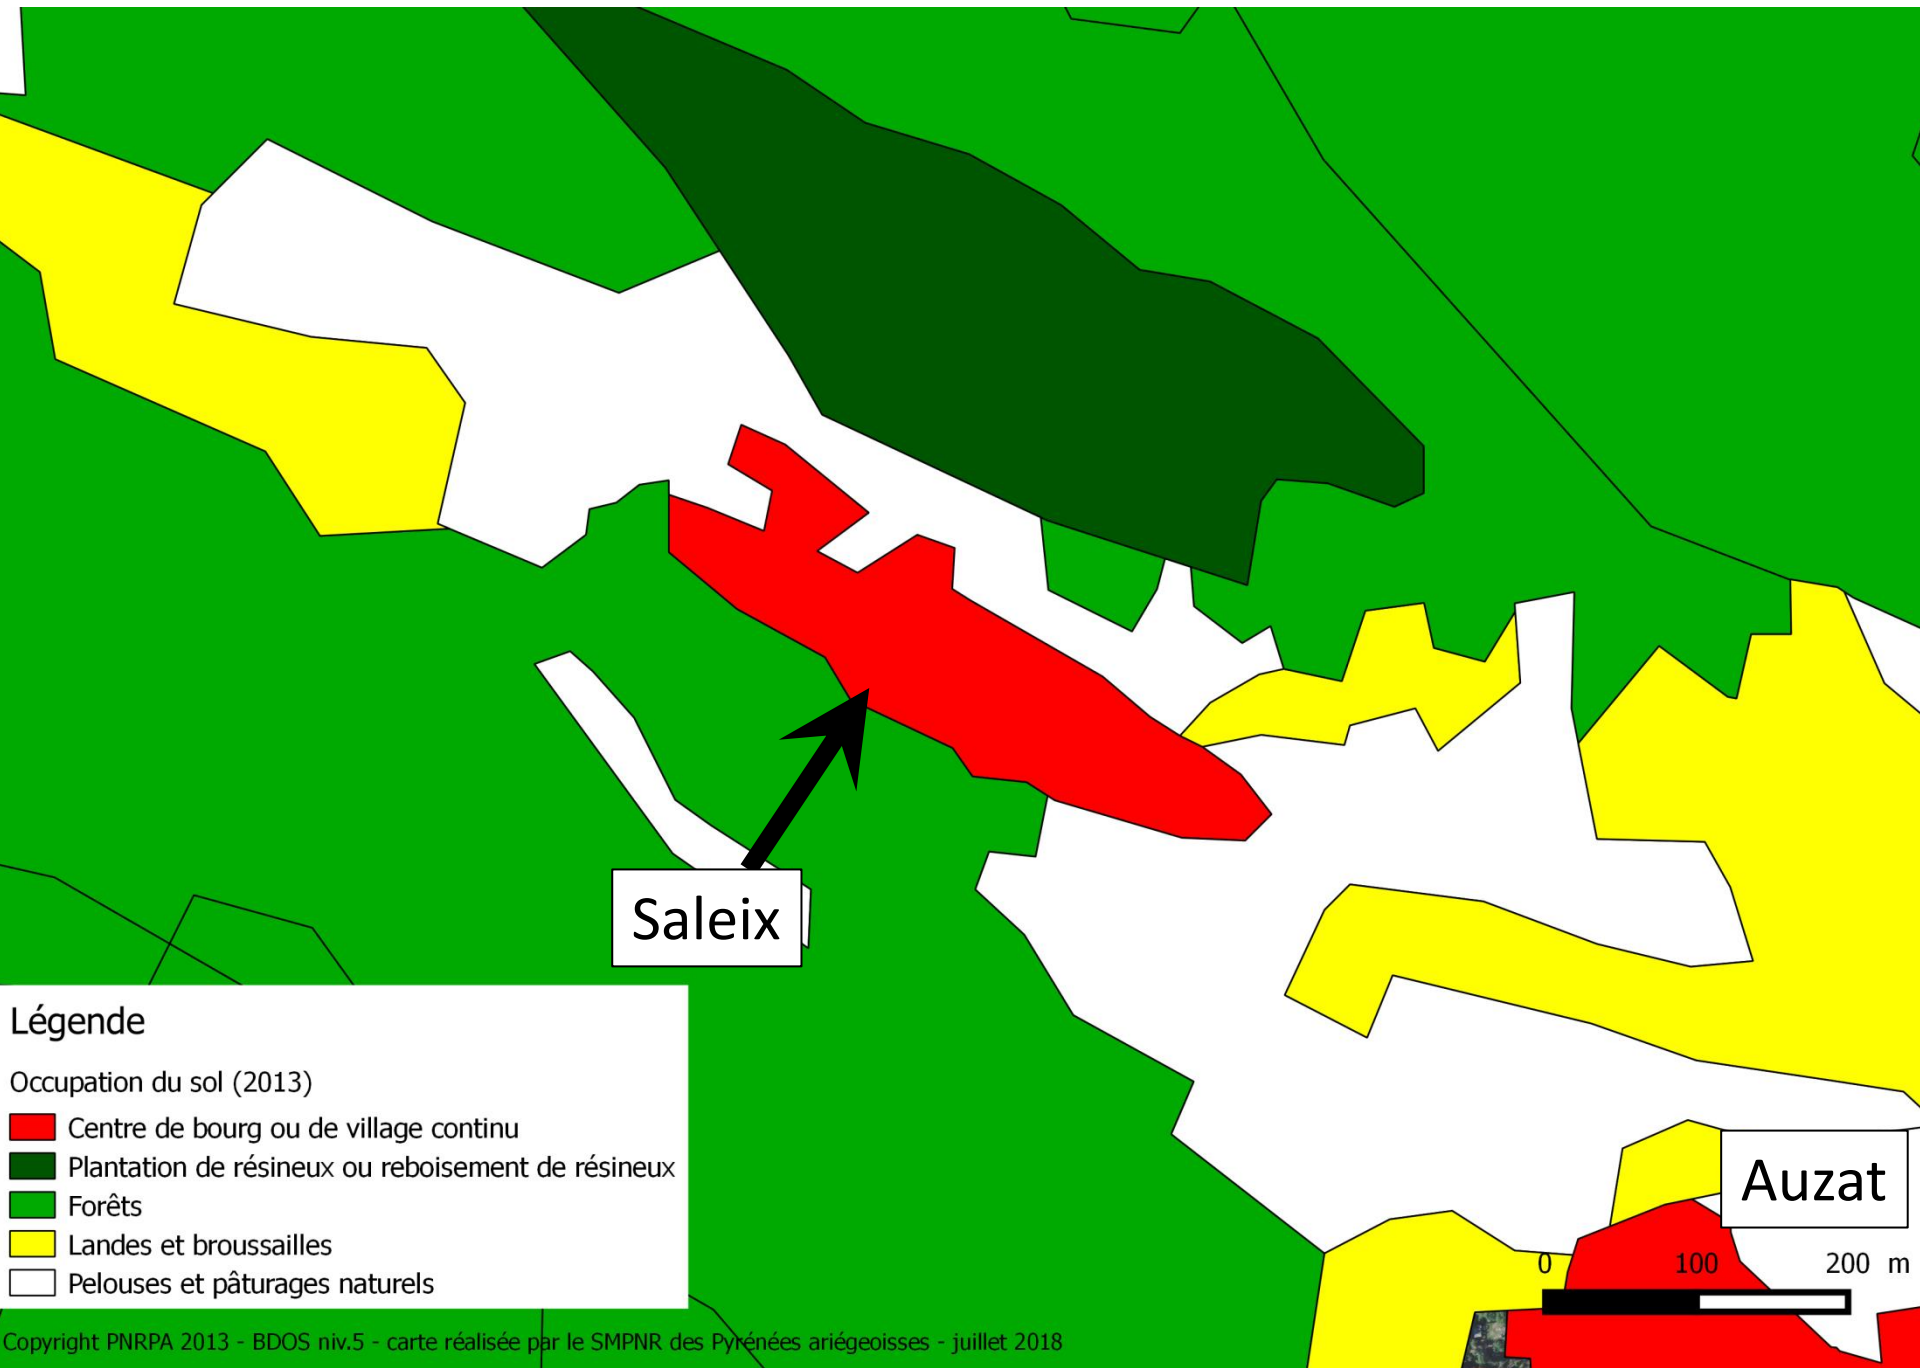 Saleix
Légende
Occupation du sol (2013)
Centre de bourg ou de village continu
Plantation de résineux ou reboisement de résineux
Forêts
Landes et broussailles
Pelouses et pâturages naturels
Auzat
0 100 200 m
Copyright PNRPA 2013 - BDOS niv.5 - carte réalisée par le SMPNR des Pyrénées ariégeoisses - juillet 2018